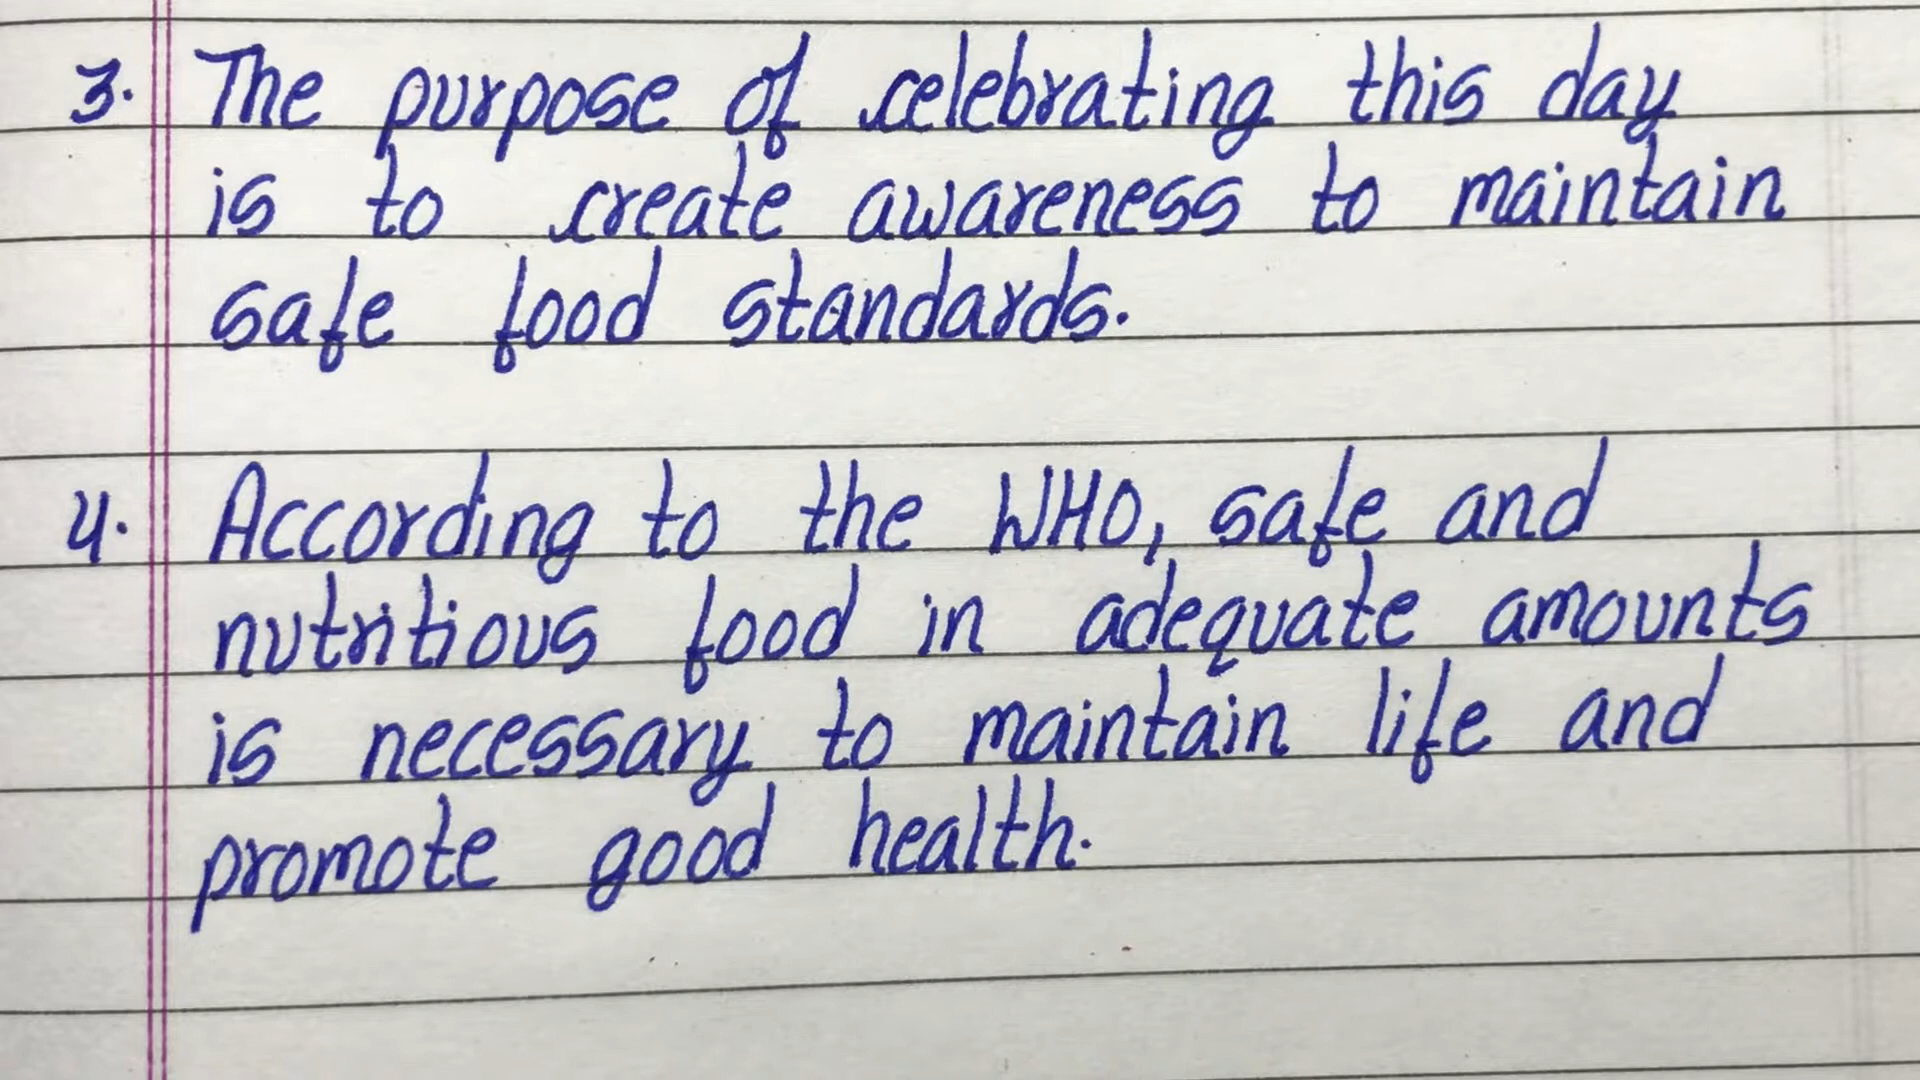 3. The purpose of celebrating this day
is to create awareness to maintain
safe food standards.
4. According to the WHO, safe and
nutritious food in adequate amounts
is necessary to maintain life and
promote good health.